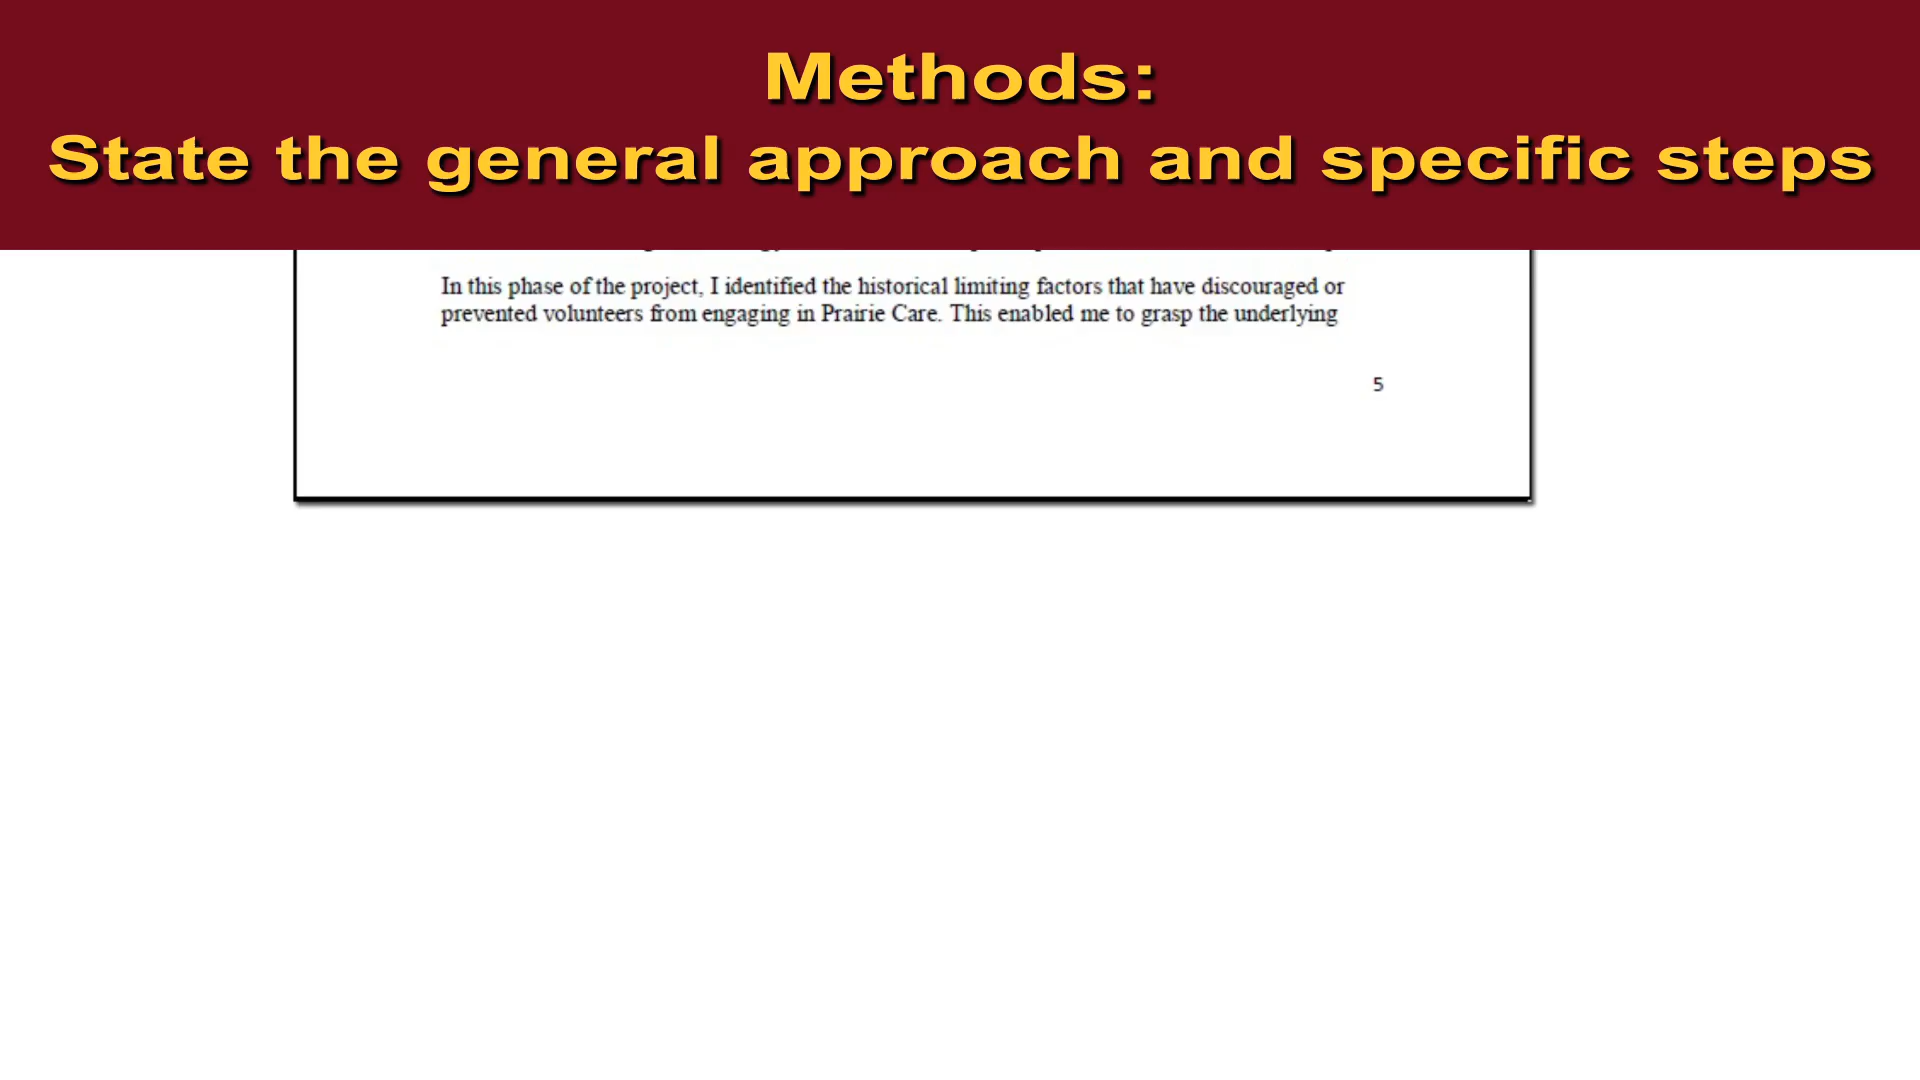 Methods:
State the general approach and specific steps
In this phase of the project, I identified the historical limiting factors that have discouraged or
prevented volunteers from engaging in Prairie Care. This enabled me to grasp the underlying
5